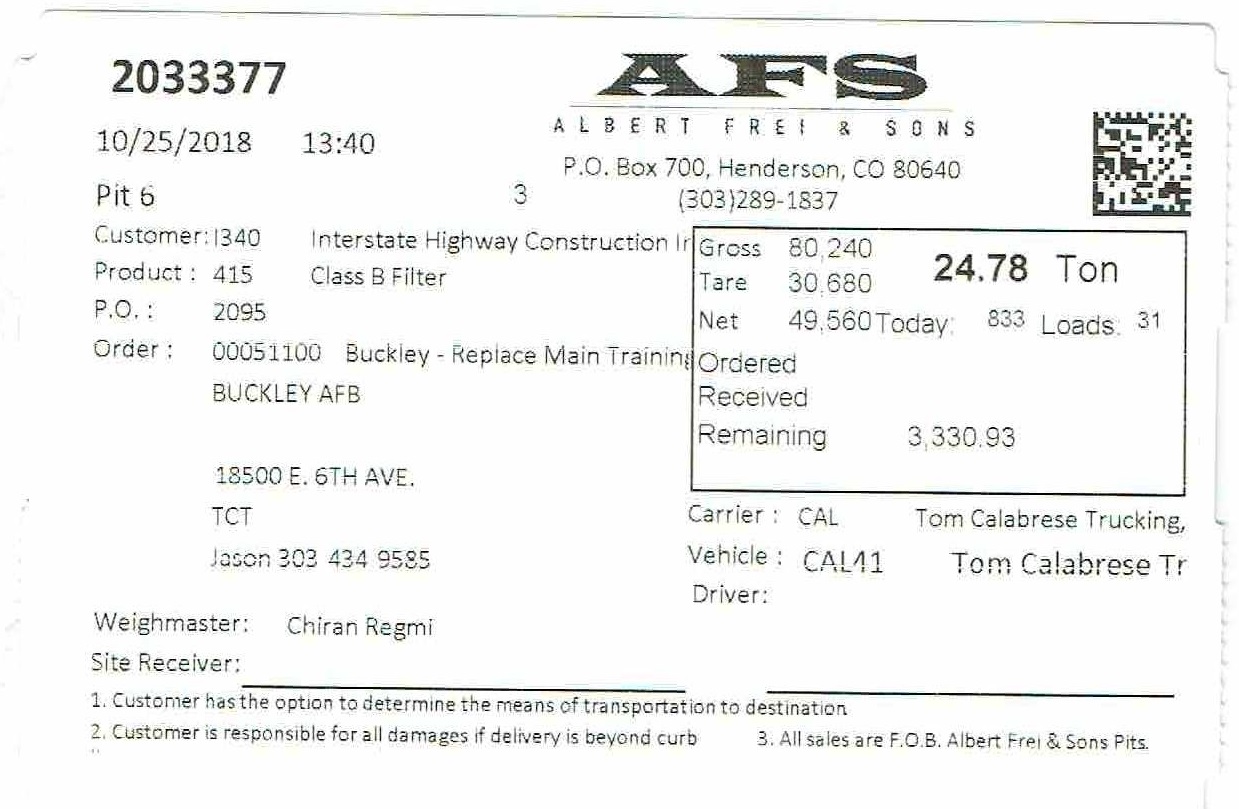 2033377
AFS
ALBERT FREI & SONS
10/25/2018 13:40
P.O. Box 700, Henderson, CO 80640
Pit 6 3 (303)289-1837
Customer: I340 Interstate Highway Construction Ir
Gross 80,240
24.78 Ton
Product : 415 Class B Filter
Tare 30,680
P.O. : 2095
Net 49,560 Today: 833 Loads: 31
Order : 00051100 Buckley - Replace Main Training
Ordered
BUCKLEY AFB
Received
Remaining 3,330.93
18500 E. 6TH AVE.
TCT
Carrier : CAL Tom Calabrese Trucking,
Jason 303 434 9585
Vehicle : CAL41 Tom Calabrese Tr
Driver:
Weighmaster: Chiran Regmi
Site Receiver:
1. Customer has the option to determine the means of transportation to destination
2. Customer is responsible for all damages if delivery is beyond curb 3. All sales are F.O.B. Albert Frei & Sons Pits.